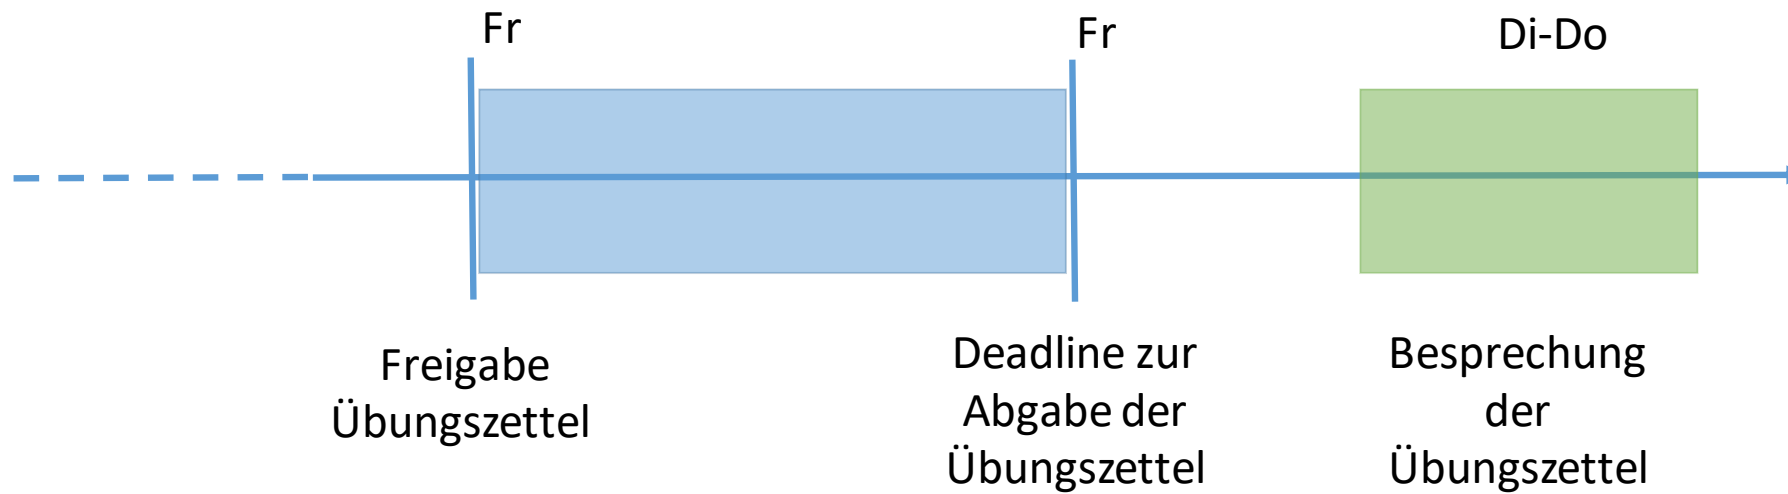 Fr
Fr
Di-Do
Freigabe
Übungszettel
Deadline zur
Abgabe der
Übungszettel
Besprechung
der
Übungszettel